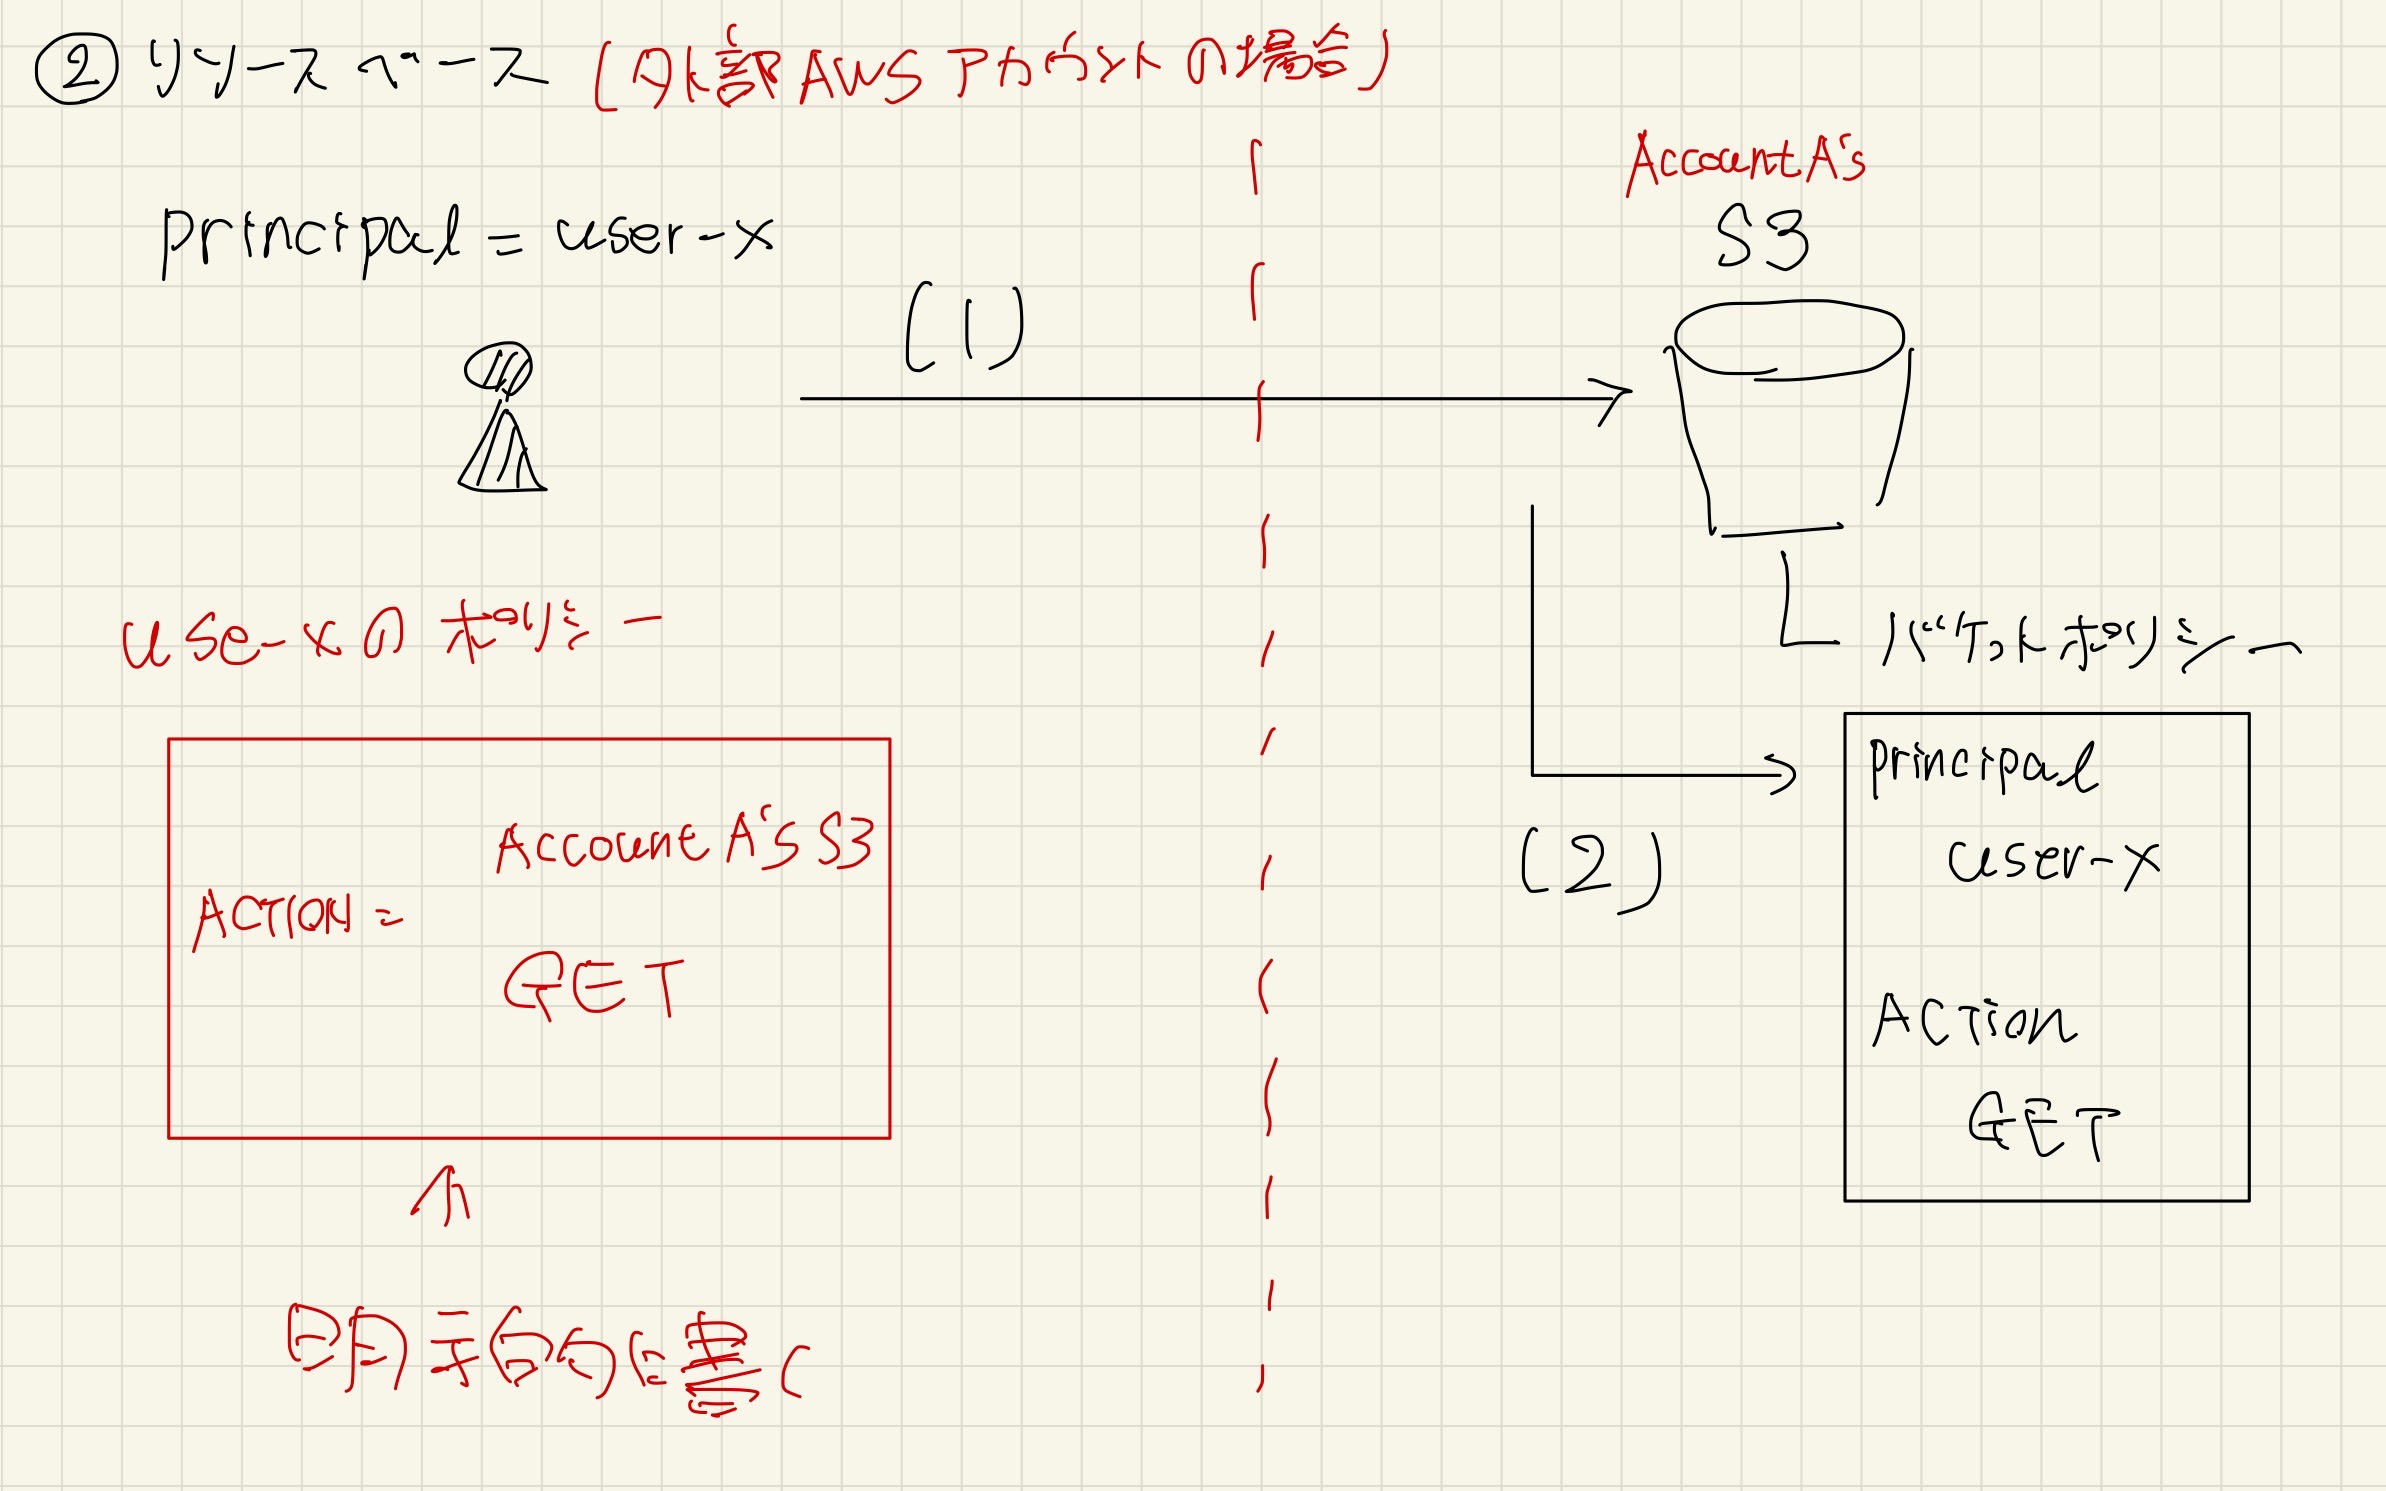 ② リソースベース (外部AWSアカウントの場合)
Account A's
S3
principal = user-x
(1)
use-xのポリシー
バケットポリシー
principal
user-x
Action
GET
Account A's S3
ACTION =
GET
(2)
明示的に書く